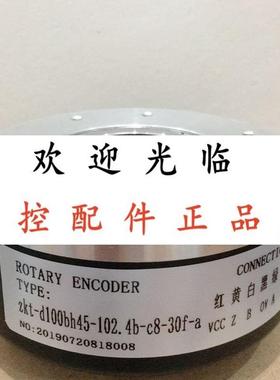 欢迎光临
控配件正品
ROTARY ENCODER
TYPE:
zkt-d100bh45-102.4b-c8-30f-a
NO:20190720818008
CONNECTI
红 黄 白 黑 绿
VCC Z B 0V A